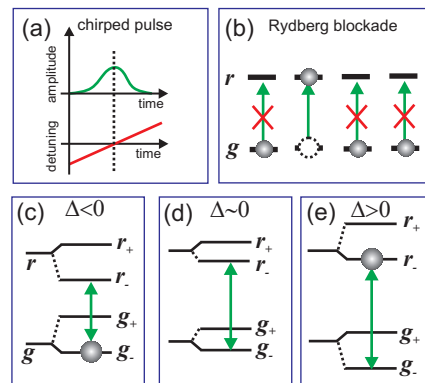 (a) chirped pulse
amplitude
time
detuning
time
(b) Rydberg blockade
r
g
(c) Δ<0
r+
r
r-
g+
g
g-
(d) Δ~0
r+
r-
g+
g-
(e) Δ>0
r+
r-
g+
g-